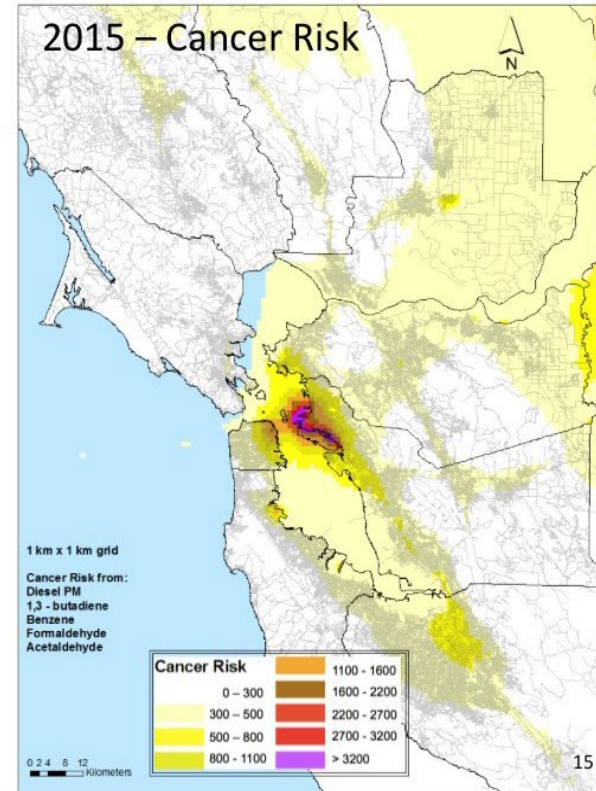 2015 – Cancer Risk
N
1 km x 1 km grid
Cancer Risk from:
Diesel PM
1,3 - butadiene
Benzene
Formaldehyde
Acetaldehyde
Cancer Risk
0 – 300
300 – 500
500 – 800
800 - 1100
1100 - 1600
1600 - 2200
2200 - 2700
2700 - 3200
> 3200
0 2 4 8 12
Kilometers
15